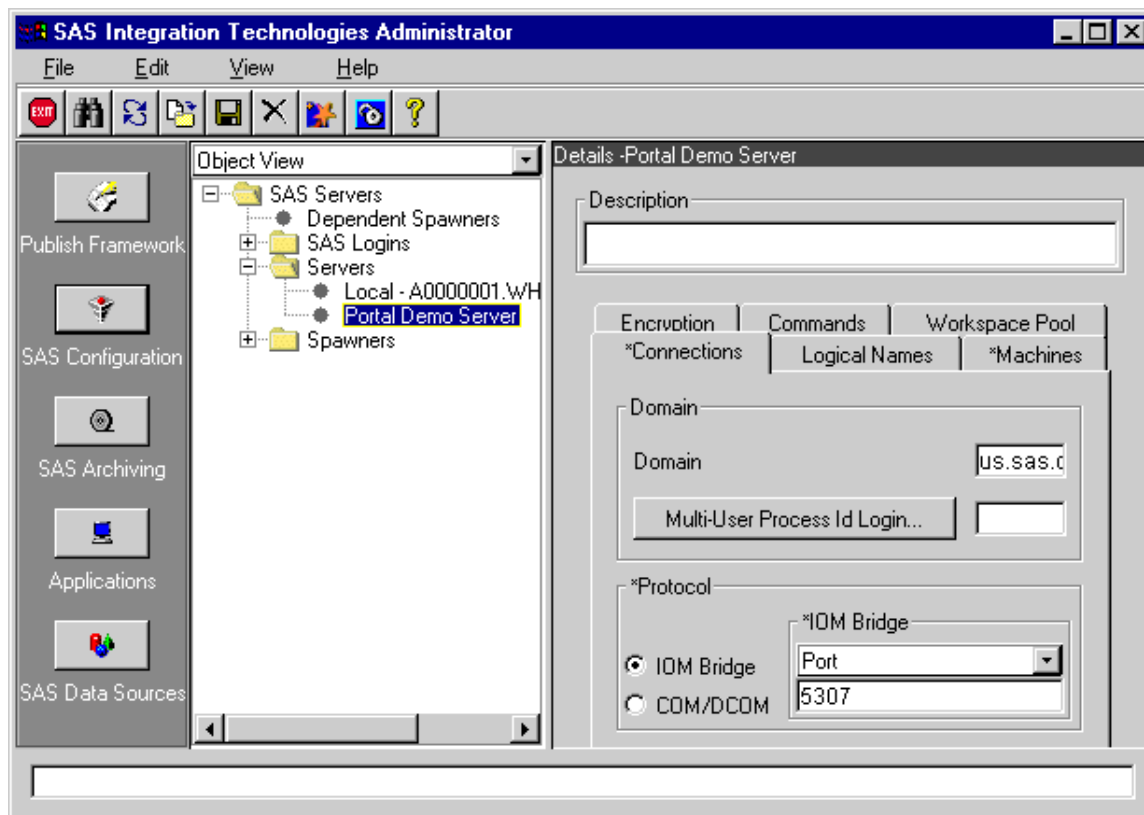 SAS Integration Technologies Administrator
File Edit View Help
EXIT
Object View
SAS Servers
Dependent Spawners
SAS Logins
Servers
Local - A0000001.WH
Portal Demo Server
Spawners
Publish Framework
SAS Configuration
SAS Archiving
Applications
SAS Data Sources
Details -Portal Demo Server
Description
Encryption Commands Workspace Pool
*Connections Logical Names *Machines
Domain
Domain us.sas.c
Multi-User Process Id Login...
*Protocol
*IOM Bridge
IOM Bridge Port
COM/DCOM 5307